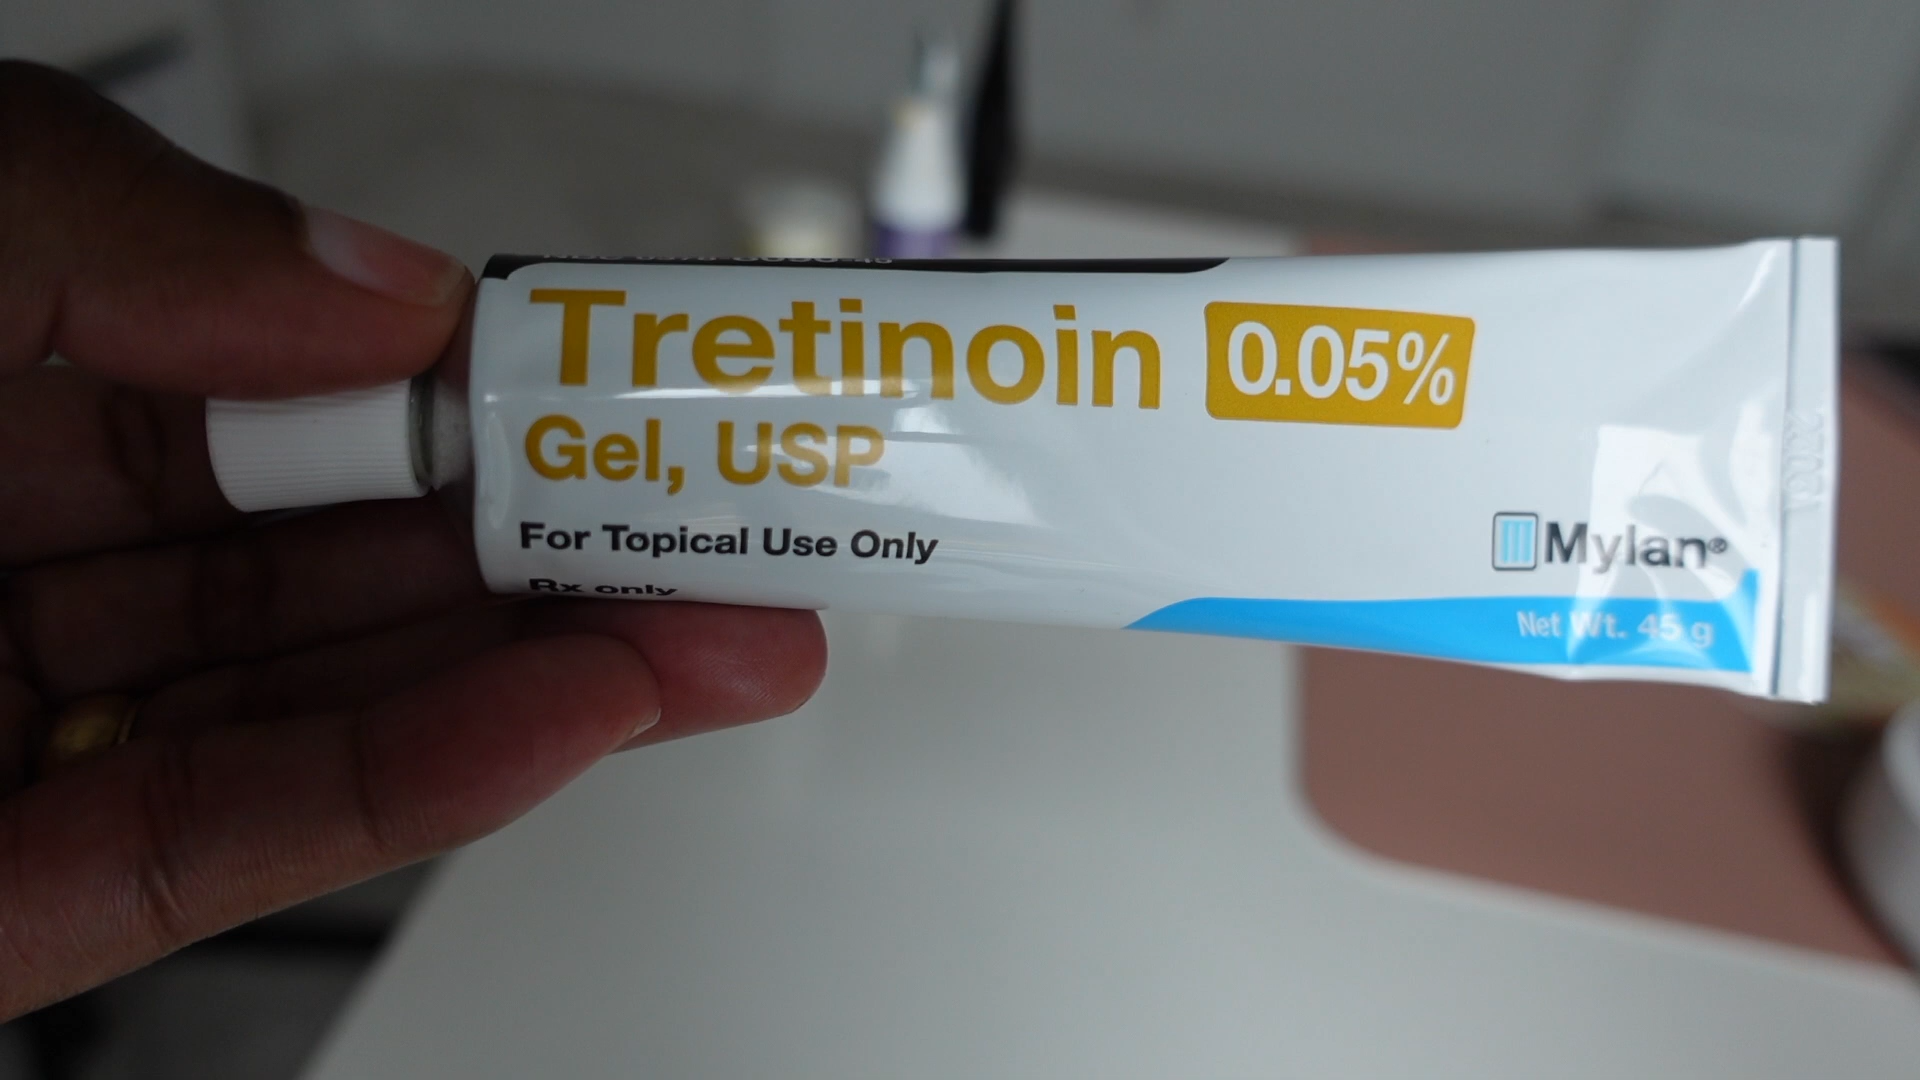 Tretinoin 0.05%
Gel, USP
For Topical Use Only
Rx only
Mylan®
Net Wt. 45 g